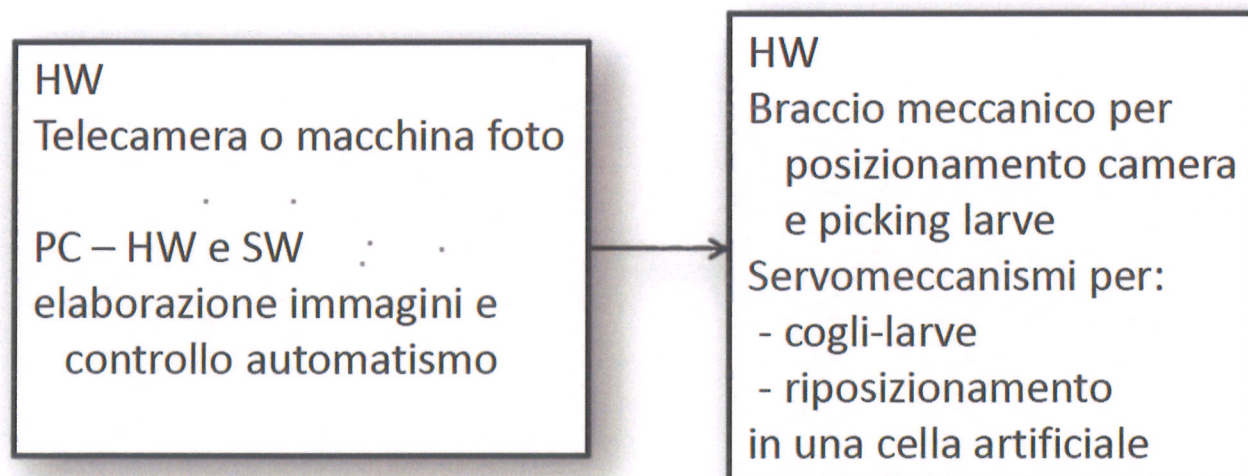 HW
Telecamera o macchina foto
PC – HW e SW
elaborazione immagini e
controllo automatismo
HW
Braccio meccanico per
posizionamento camera
e picking larve
Servomeccanismi per:
- cogli-larve
- riposizionamento
in una cella artificiale